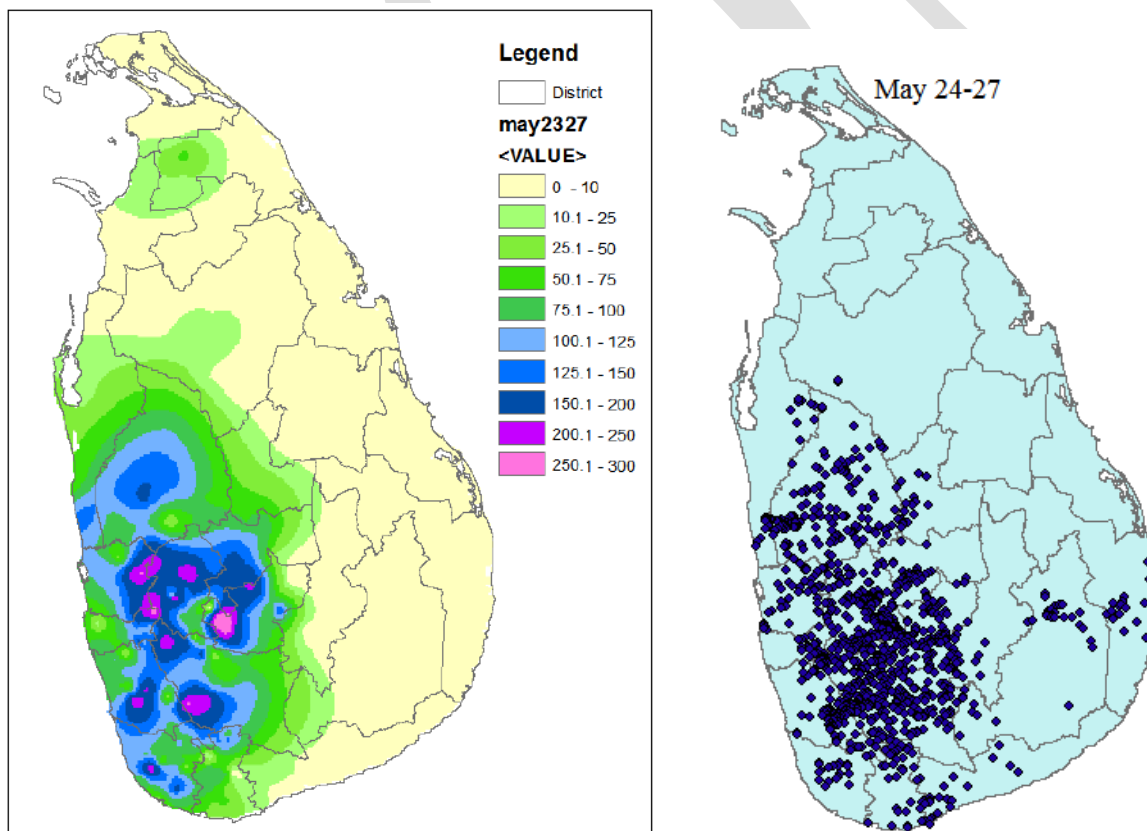 Legend
District
may2327
<VALUE>
0 - 10
10.1 - 25
25.1 - 50
50.1 - 75
75.1 - 100
100.1 - 125
125.1 - 150
150.1 - 200
200.1 - 250
250.1 - 300
May 24-27